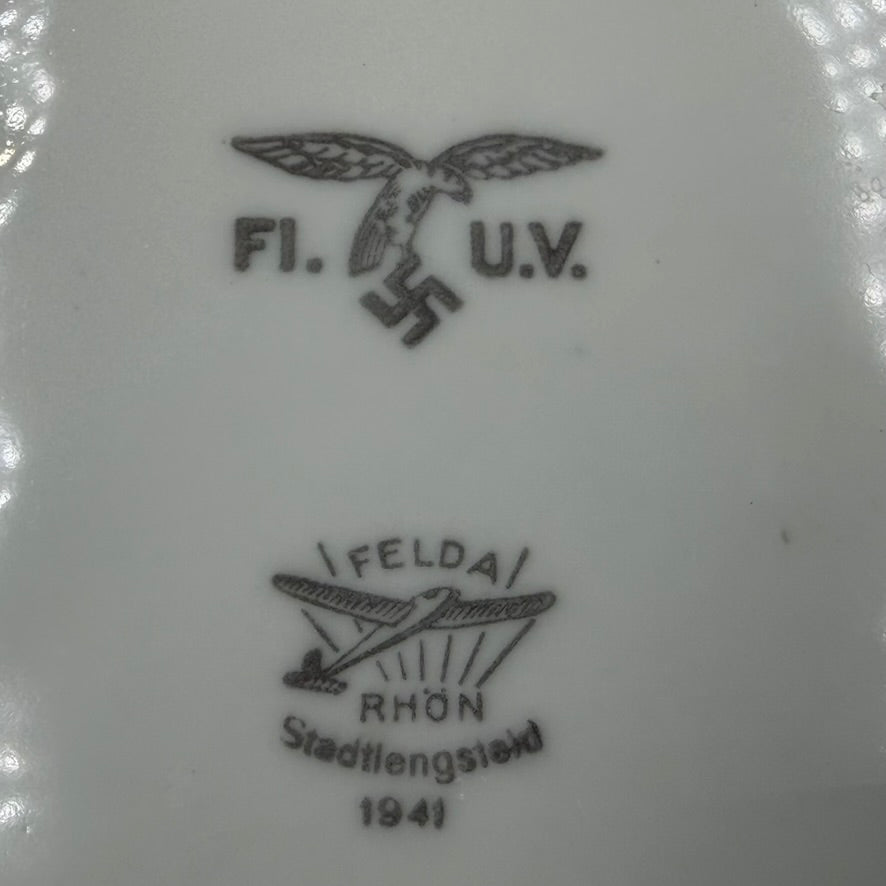 Fl. U.V.
FELDA
RHÖN
Stadtlengsfeld
1941